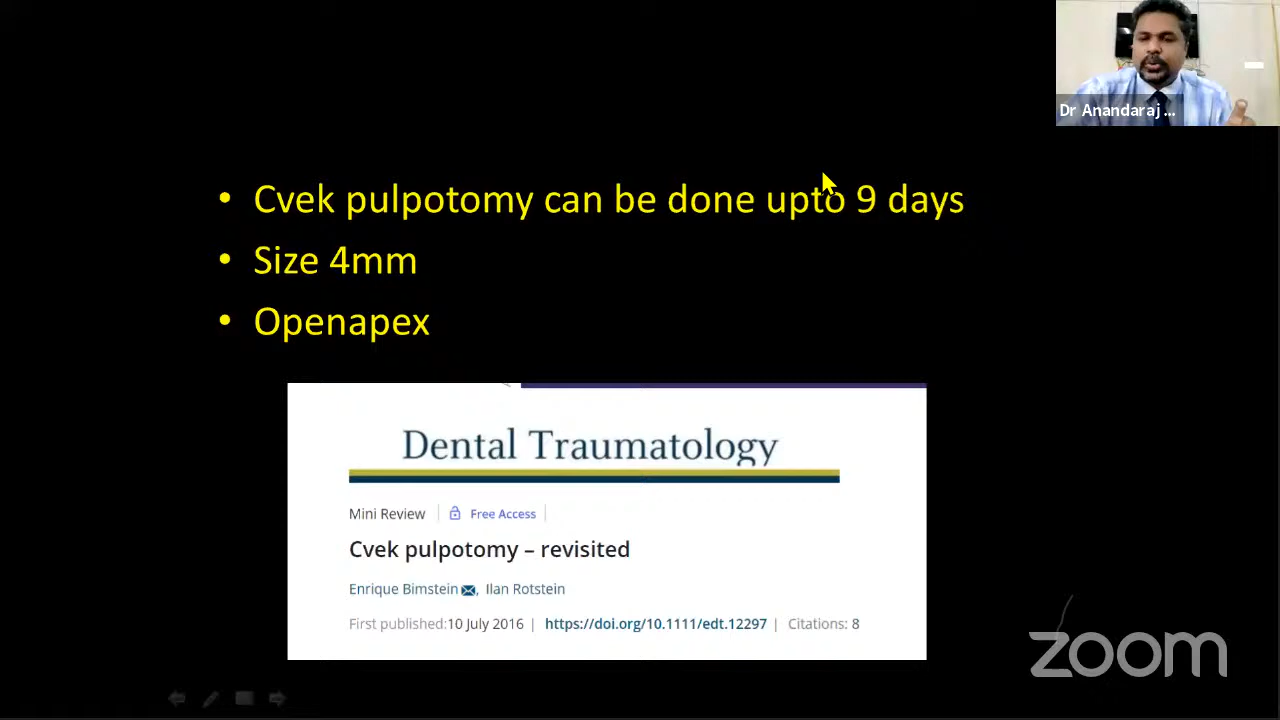 Dr Anandaraj ...
• Cvek pulpotomy can be done upto 9 days
• Size 4mm
• Openapex
Dental Traumatology
Mini Review | Free Access |
Cvek pulpotomy – revisited
Enrique Bimstein, Ilan Rotstein
First published:10 July 2016 | https://doi.org/10.1111/edt.12297 | Citations: 8
zoom